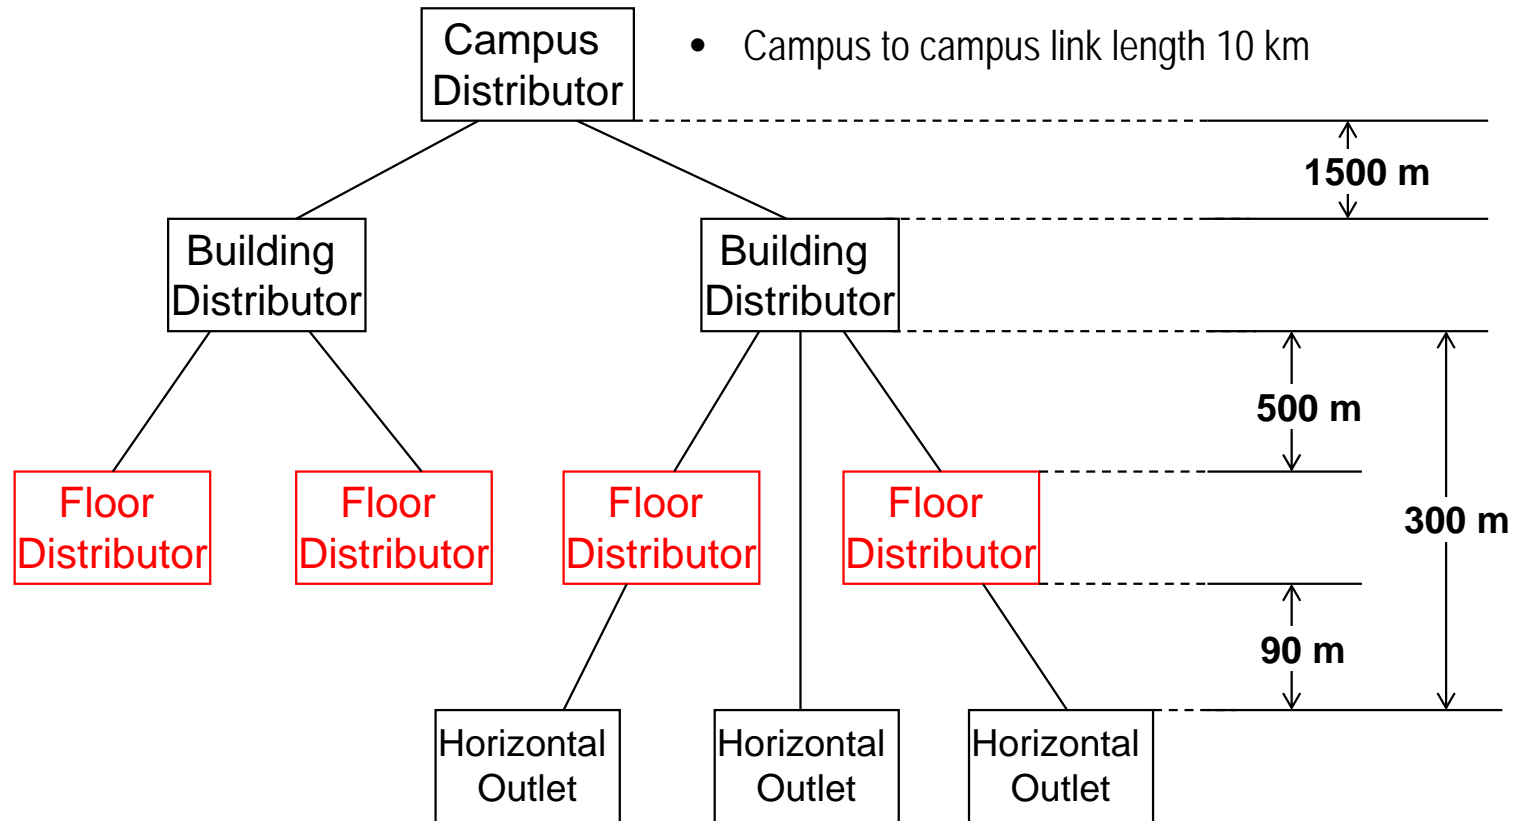 Campus
Distributor
• Campus to campus link length 10 km
1500 m
Building
Distributor
Building
Distributor
500 m
Floor
Distributor
Floor
Distributor
Floor
Distributor
Floor
Distributor
300 m
90 m
Horizontal
Outlet
Horizontal
Outlet
Horizontal
Outlet